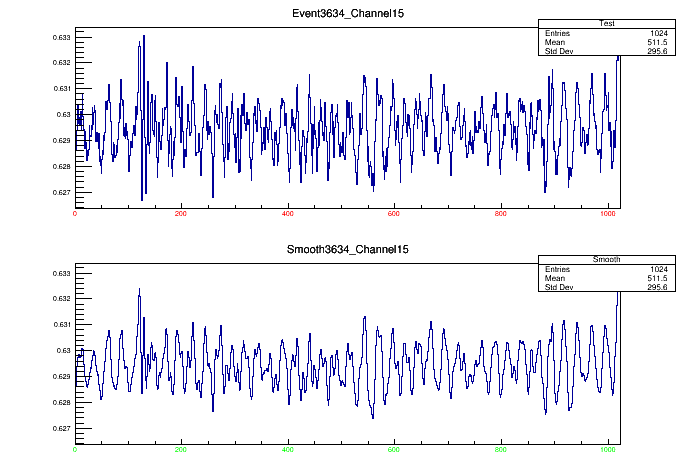 Event3634_Channel15
Test
Entries 1024
Mean 511.5
Std Dev 295.6
0.633
0.632
0.631
0.63
0.629
0.628
0.627
0 200 400 600 800 1000
Smooth3634_Channel15
Smooth
Entries 1024
Mean 511.5
Std Dev 295.6
0.633
0.632
0.631
0.63
0.629
0.628
0.627
0 200 400 600 800 1000